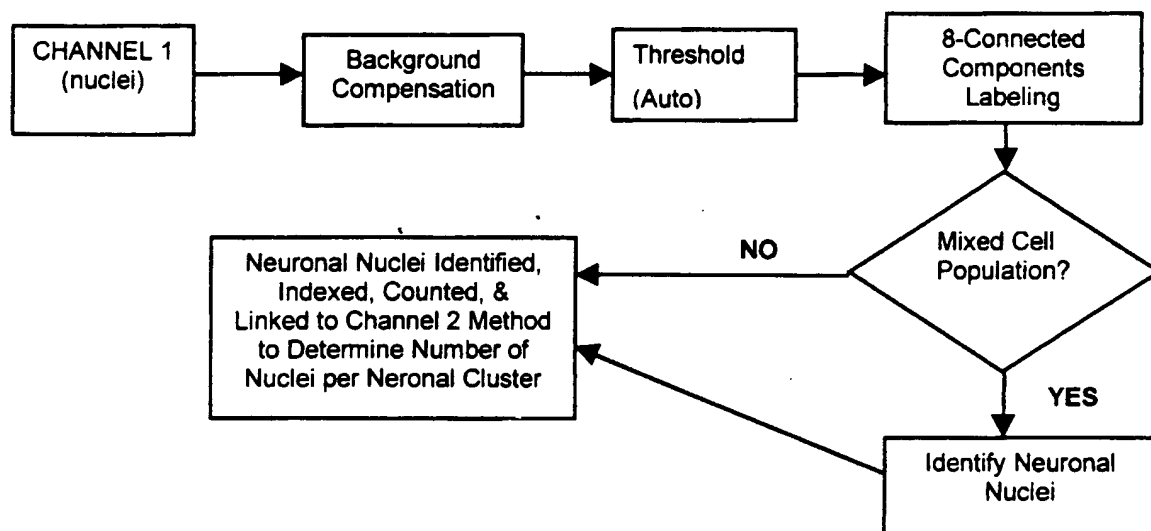 CHANNEL 1
(nuclei)
Background
Compensation
Threshold
(Auto)
8-Connected
Components
Labeling
Mixed Cell
Population?
NO
YES
Neuronal Nuclei Identified,
Indexed, Counted, &
Linked to Channel 2 Method
to Determine Number of
Nuclei per Neronal Cluster
Identify Neuronal
Nuclei